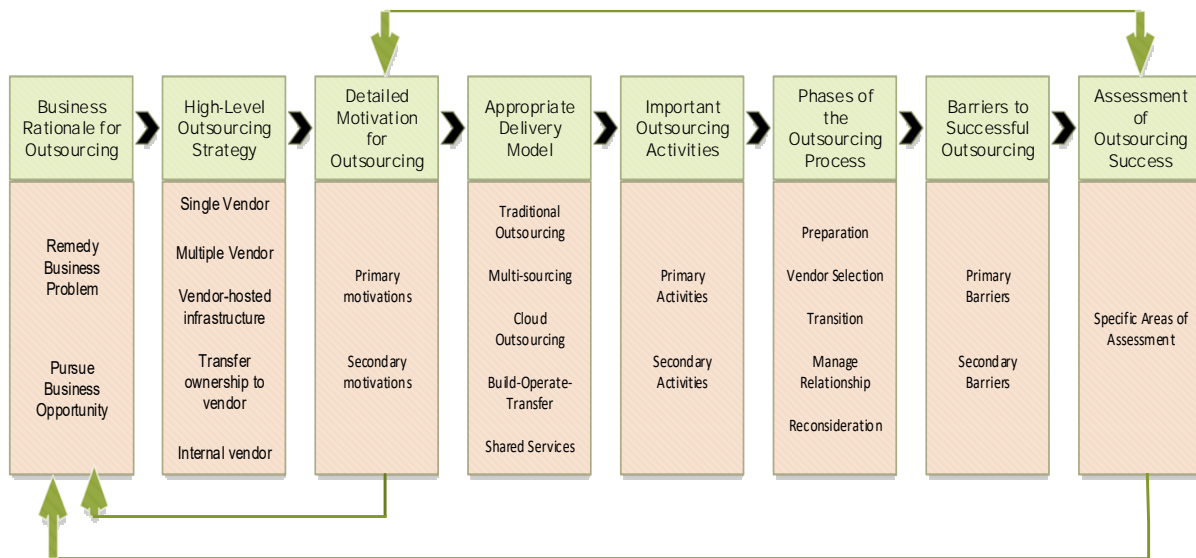 Business
Rationale for
Outsourcing
High-Level
Outsourcing
Strategy
Detailed
Motivation
for
Outsourcing
Appropriate
Delivery
Model
Important
Outsourcing
Activities
Phases of
the
Outsourcing
Process
Barriers to
Successful
Outsourcing
Assessment
of
Outsourcing
Success
Remedy
Business
Problem
Pursue
Business
Opportunity
Single Vendor
Multiple Vendor
Vendor-hosted
infrastructure
Transfer
ownership to
vendor
Internal vendor
Primary
motivations
Secondary
motivations
Traditional
Outsourcing
Multi-sourcing
Cloud
Outsourcing
Build-Operate-
Transfer
Shared Services
Primary
Activities
Secondary
Activities
Preparation
Vendor Selection
Transition
Manage
Relationship
Reconsideration
Primary
Barriers
Secondary
Barriers
Specific Areas of
Assessment